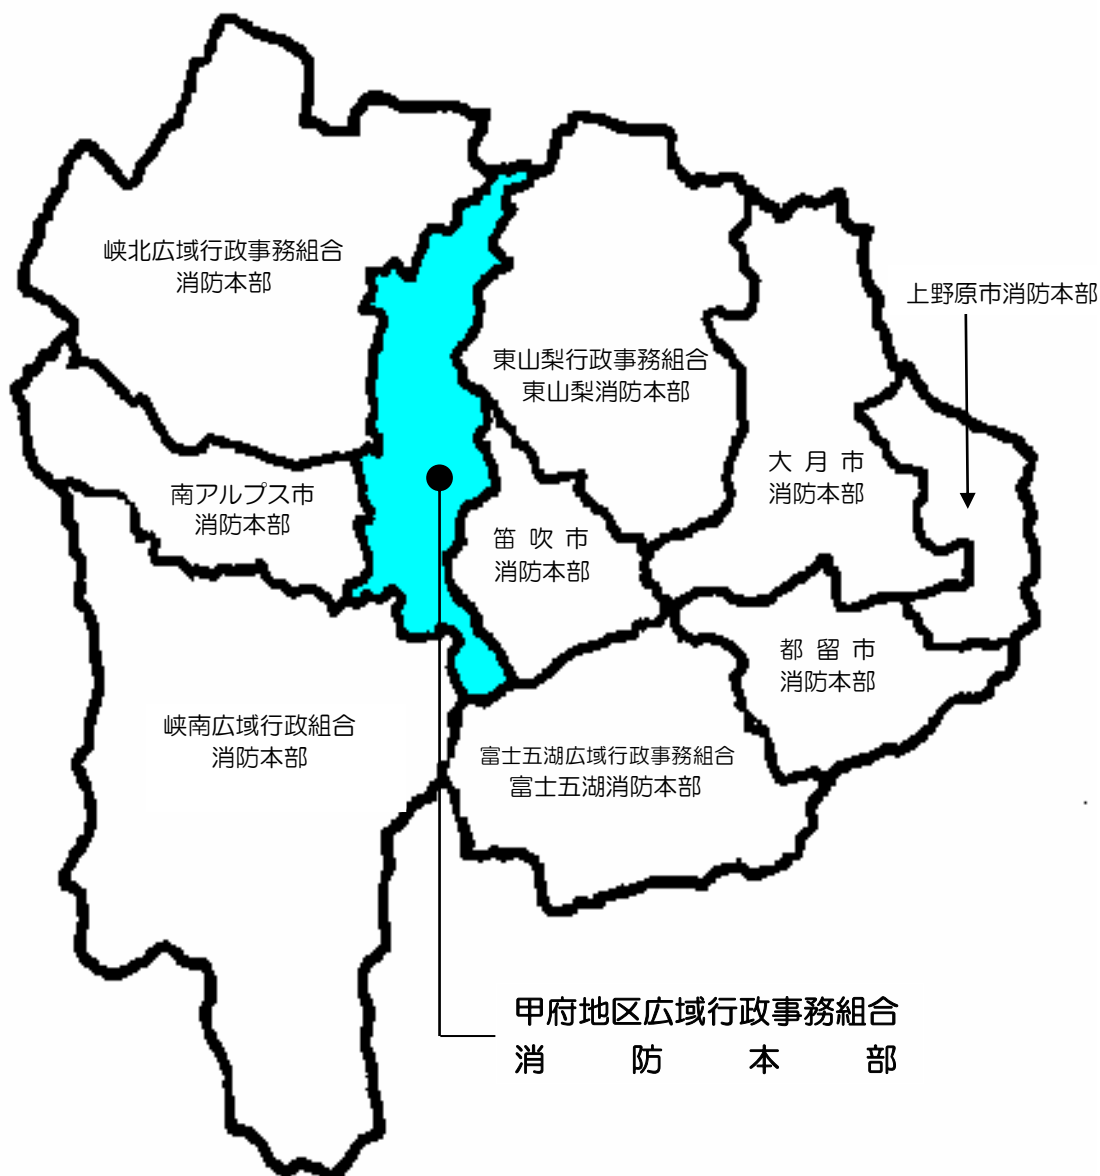 峡北広域行政事務組合
消防本部
上野原市消防本部
東山梨行政事務組合
東山梨消防本部
大月市
消防本部
南アルプス市
消防本部
笛吹市
消防本部
都留市
消防本部
峡南広域行政組合
消防本部
富士五湖広域行政事務組合
富士五湖消防本部
甲府地区広域行政事務組合
消防本部